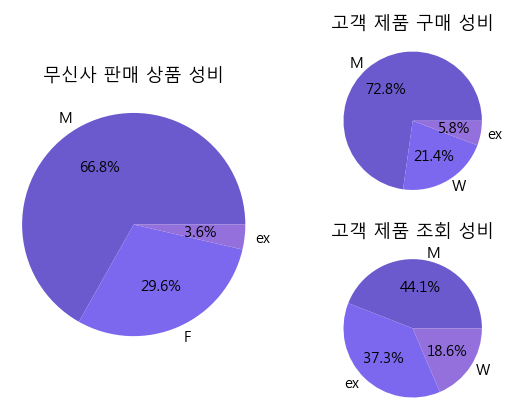 무신사 판매 상품 성비
M
66.8%
3.6%
ex
29.6%
F
고객 제품 구매 성비
M
72.8%
5.8%
ex
21.4%
W
고객 제품 조회 성비
M
44.1%
37.3%
18.6%
ex
W